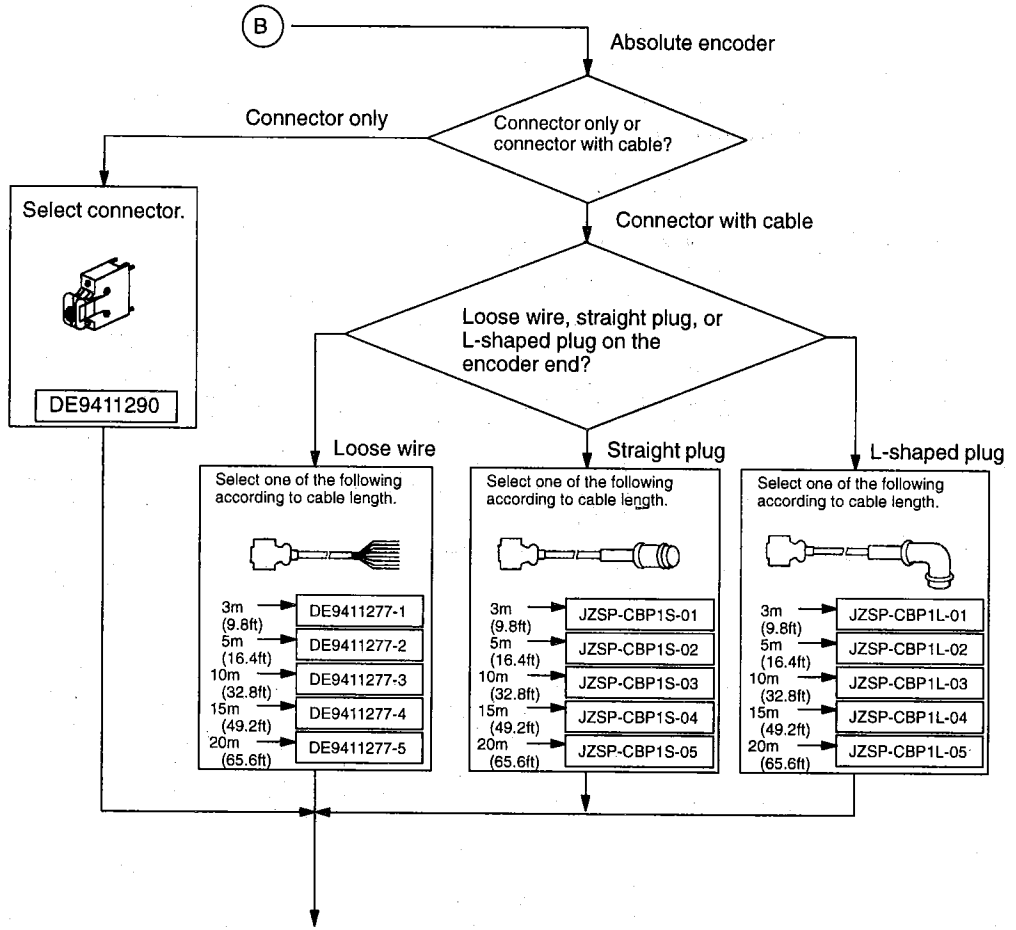 B
Absolute encoder
Connector only
Connector only or
connector with cable?
Select connector.
DE9411290
Connector with cable
Loose wire, straight plug, or
L-shaped plug on the
encoder end?
Loose wire
Select one of the following
according to cable length.
3m
(9.8ft)
DE9411277-1
5m
(16.4ft)
DE9411277-2
10m
(32.8ft)
DE9411277-3
15m
(49.2ft)
DE9411277-4
20m
(65.6ft)
DE9411277-5
Straight plug
Select one of the following
according to cable length.
3m
(9.8ft)
JZSP-CBP1S-01
5m
(16.4ft)
JZSP-CBP1S-02
10m
(32.8ft)
JZSP-CBP1S-03
15m
(49.2ft)
JZSP-CBP1S-04
20m
(65.6ft)
JZSP-CBP1S-05
L-shaped plug
Select one of the following
according to cable length.
3m
(9.8ft)
JZSP-CBP1L-01
5m
(16.4ft)
JZSP-CBP1L-02
10m
(32.8ft)
JZSP-CBP1L-03
15m
(49.2ft)
JZSP-CBP1L-04
20m
(65.6ft)
JZSP-CBP1L-05